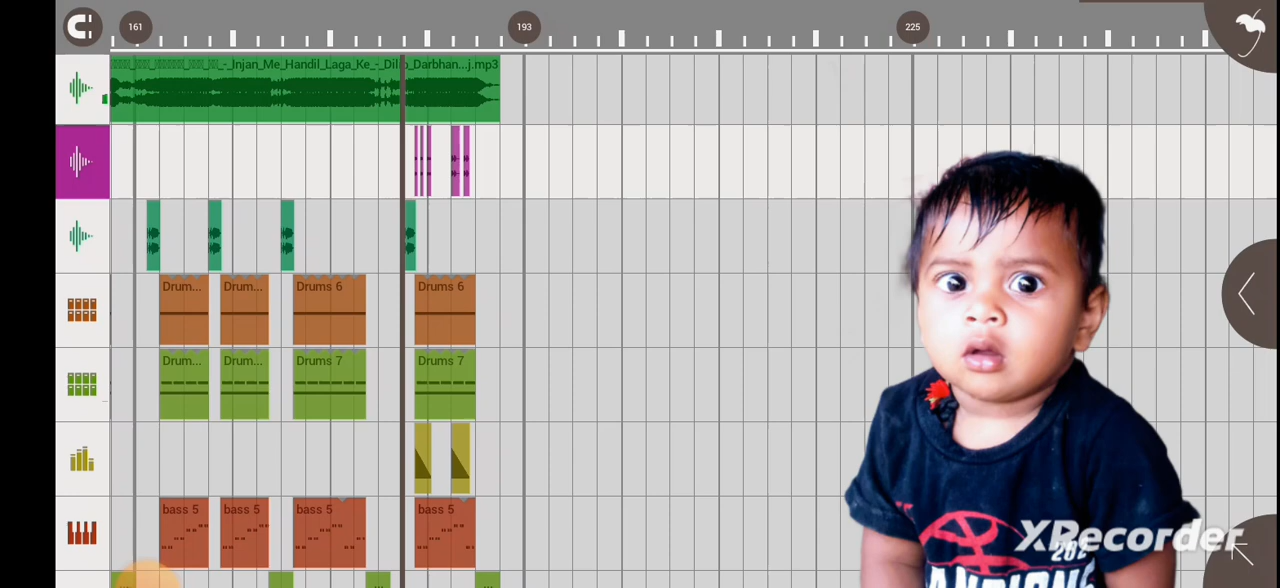 161
193
225
_-_Injan_Me_Handil_Laga_Ke_-_Dil
_Darbhan...j.mp3
Drum...
Drum...
Drums 6
Drums 6
Drum...
Drum...
Drums 7
Drums 7
bass 5
bass 5
bass 5
bass 5
XRecorder